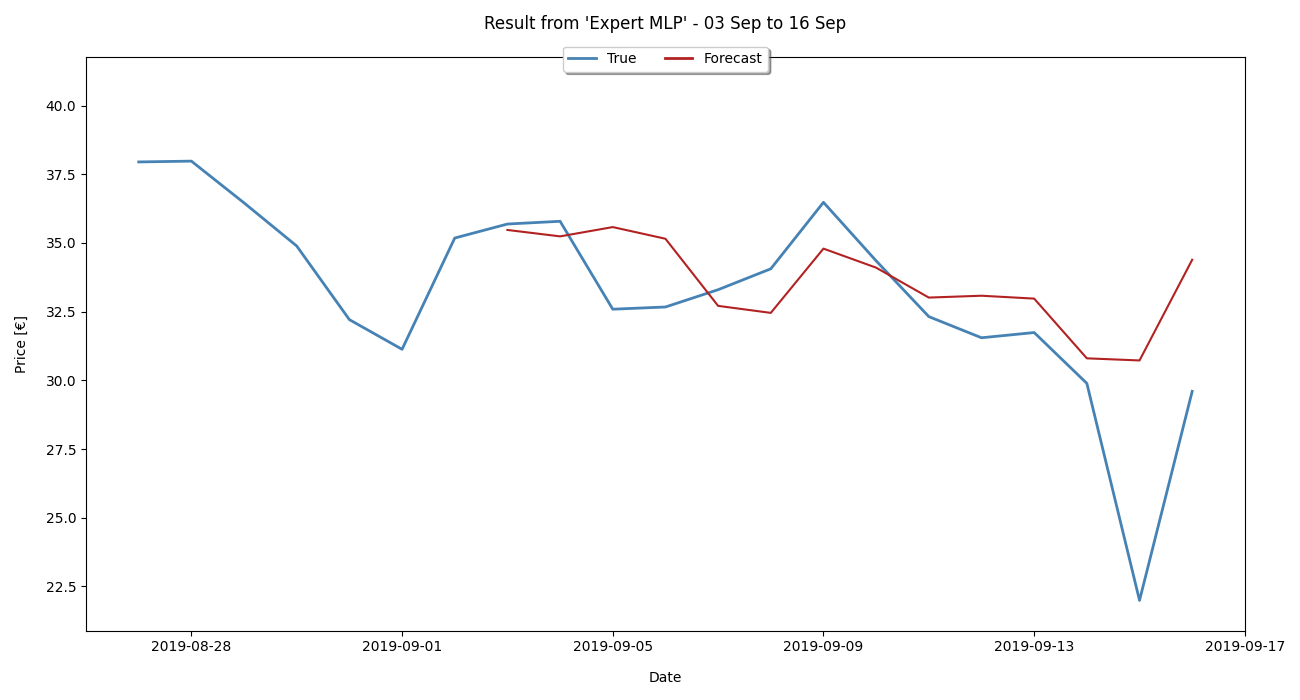 Result from 'Expert MLP' - 03 Sep to 16 Sep
True
Forecast
40.0
37.5
35.0
32.5
30.0
27.5
25.0
22.5
Price [€]
2019-08-28
2019-09-01
2019-09-05
2019-09-09
2019-09-13
2019-09-17
Date